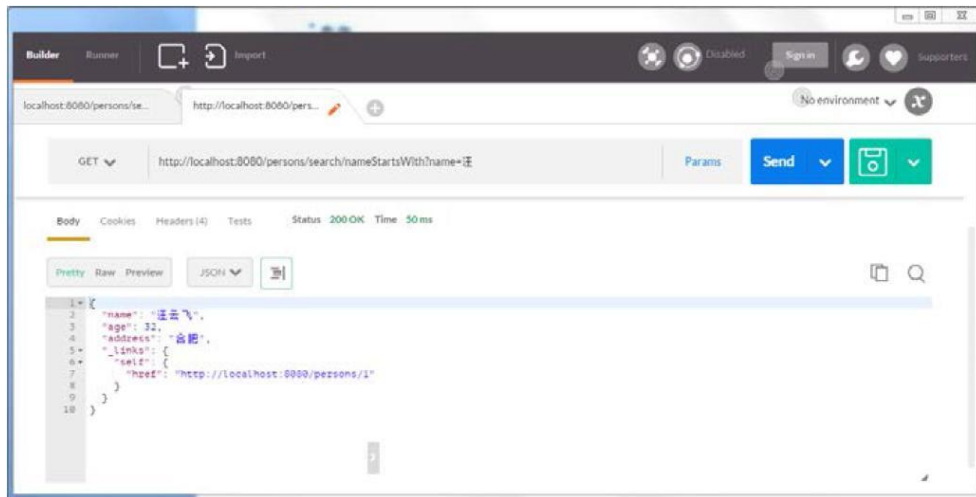 Builder Runner Import Disabled Sign in Supporters
localhost:8080/persons/se... http://localhost:8080/pers... No environment
GET http://localhost:8080/persons/search/nameStartsWith?name=汪 Params Send
Body Cookies Headers (4) Tests Status 200 OK Time 50 ms
Pretty Raw Preview JSON
1 {
2 "name": "汪云飞",
3 "age": 32,
4 "address": "合肥",
5 "_links": {
6 "self": {
7 "href": "http://localhost:8080/persons/1"
8 }
9 }
10 }